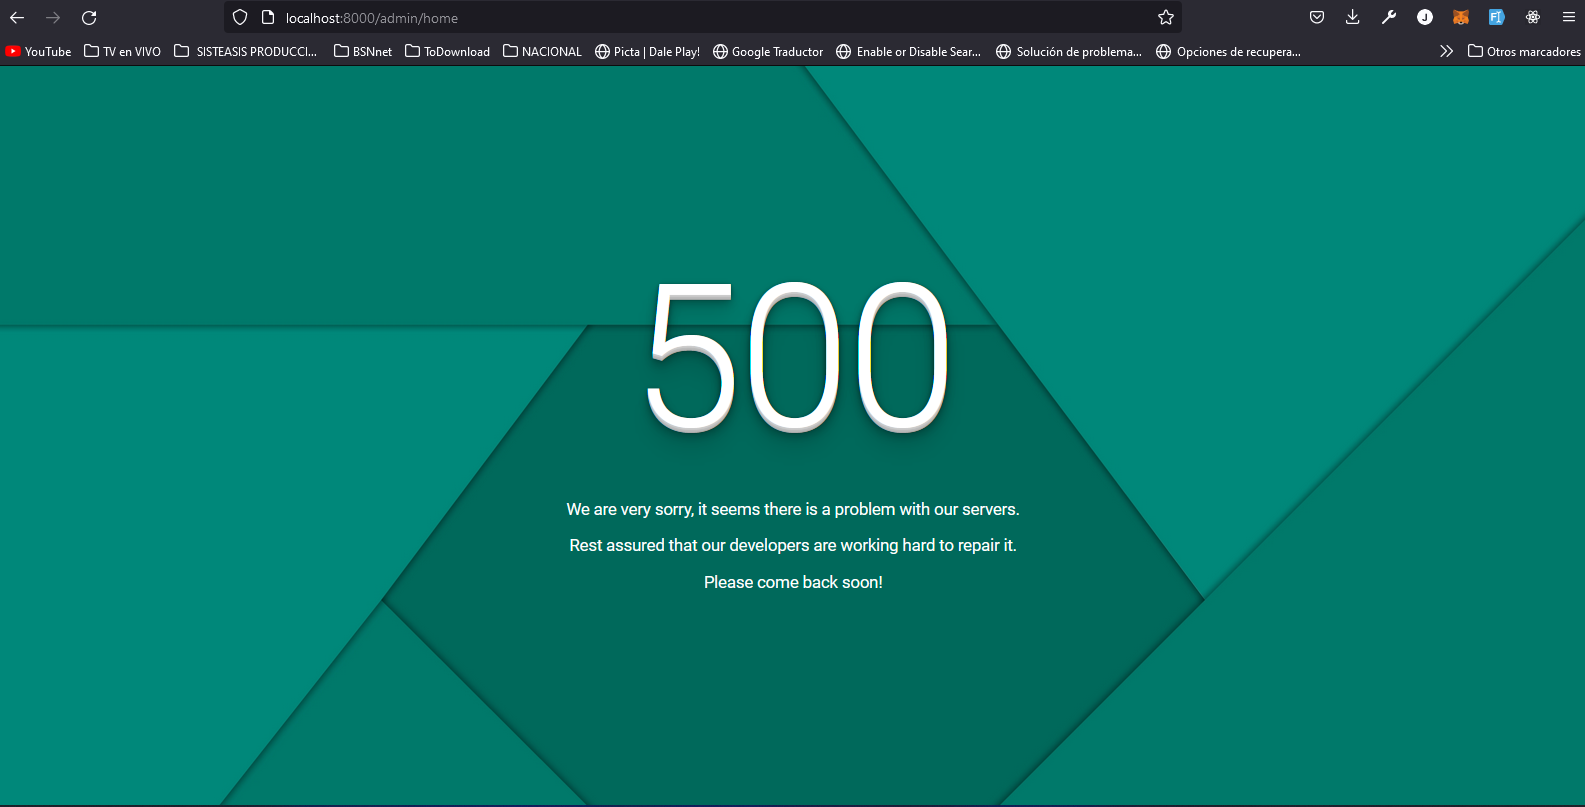 localhost:8000/admin/home
J
F
YouTube TV en VIVO SISTEASIS PRODUCCI... BSNnet ToDownload NACIONAL Picta | Dale Play! Google Traductor Enable or Disable Sear... Solución de problema... Opciones de recupera... Otros marcadores
500
We are very sorry, it seems there is a problem with our servers.
Rest assured that our developers are working hard to repair it.
Please come back soon!